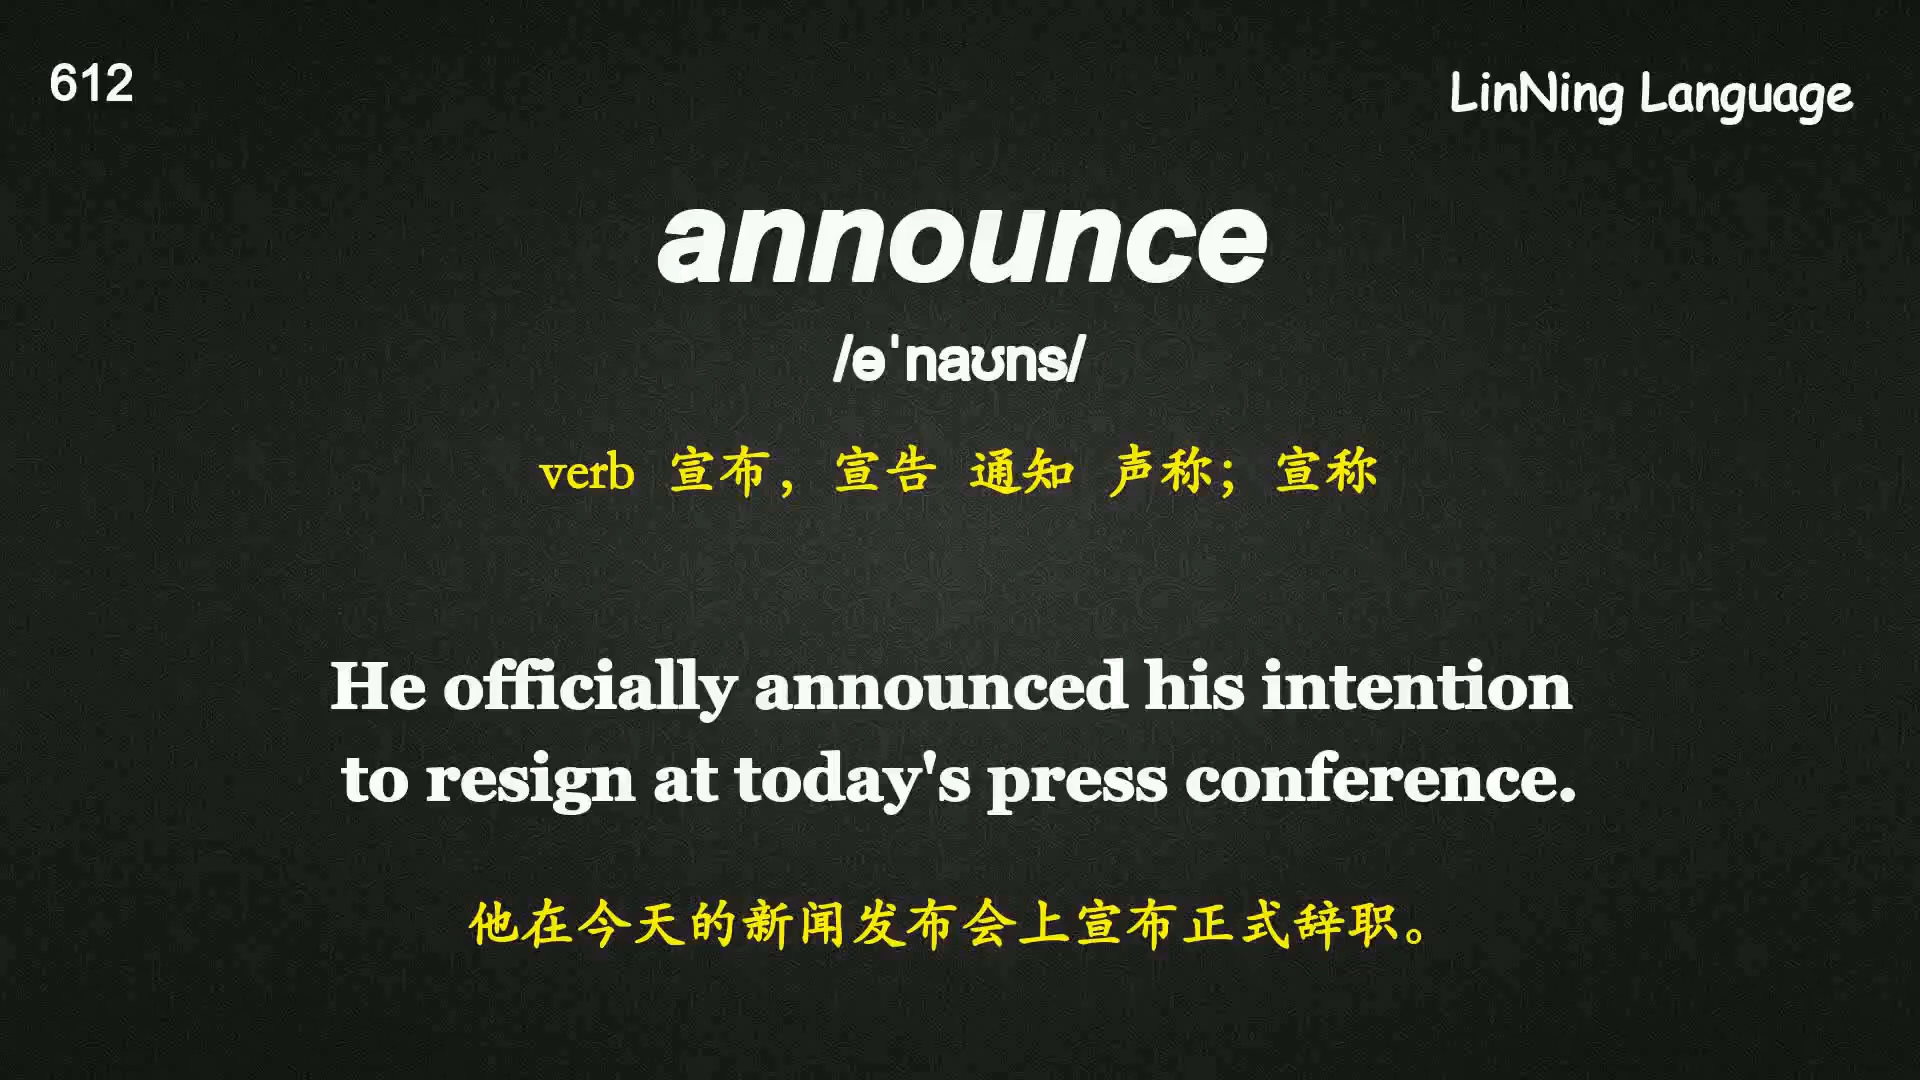 612
LinNing Language
announce
/ɵˈnaʊns/
verb 宣布，宣告 通知 声称；宣称
He officially announced his intention
to resign at today's press conference.
他在今天的新闻发布会上宣布正式辞职。